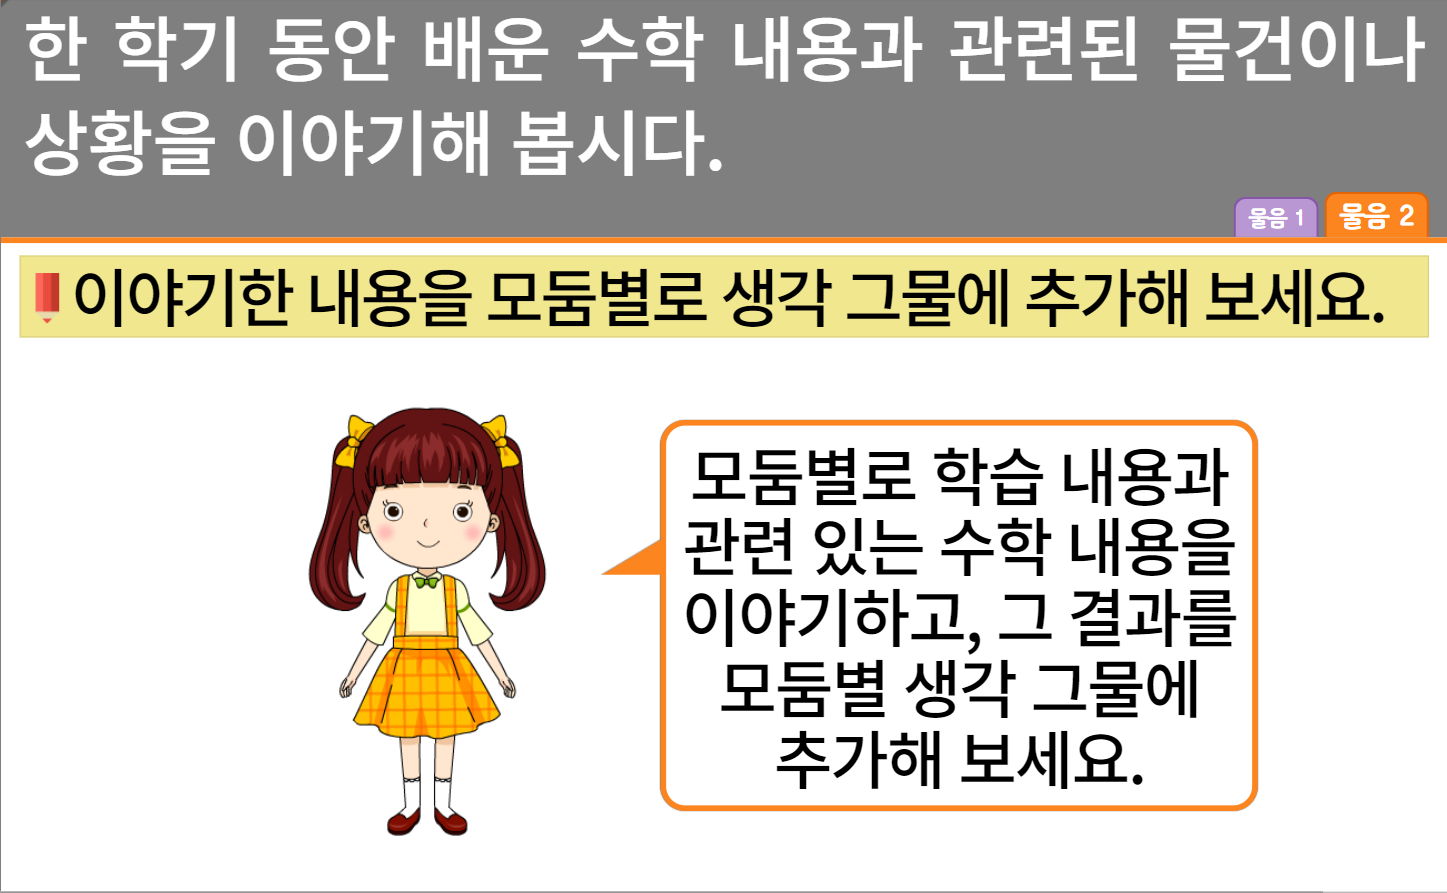 한 학기 동안 배운 수학 내용과 관련된 물건이나
상황을 이야기해 봅시다.
물음 1
물음 2
이야기한 내용을 모둠별로 생각 그물에 추가해 보세요.
모둠별로 학습 내용과
관련 있는 수학 내용을
이야기하고, 그 결과를
모둠별 생각 그물에
추가해 보세요.